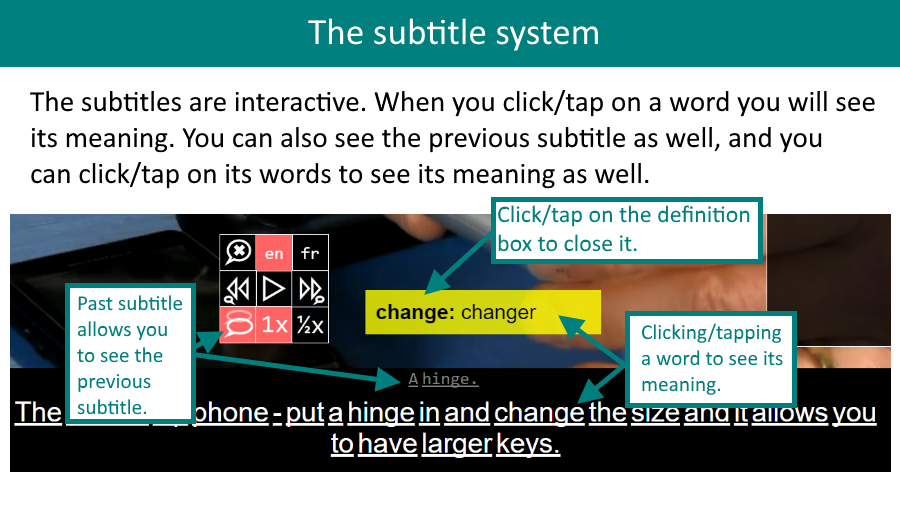 The subtitle system
The subtitles are interactive. When you click/tap on a word you will see
its meaning. You can also see the previous subtitle as well, and you
can click/tap on its words to see its meaning as well.
Click/tap on the definition
box to close it.
en fr
1x ½x
change: changer
Past subtitle
allows you
to see the
previous
subtitle.
Clicking/tapping
a word to see its
meaning.
A hinge.
The phone - put a hinge in and change the size and it allows you
to have larger keys.